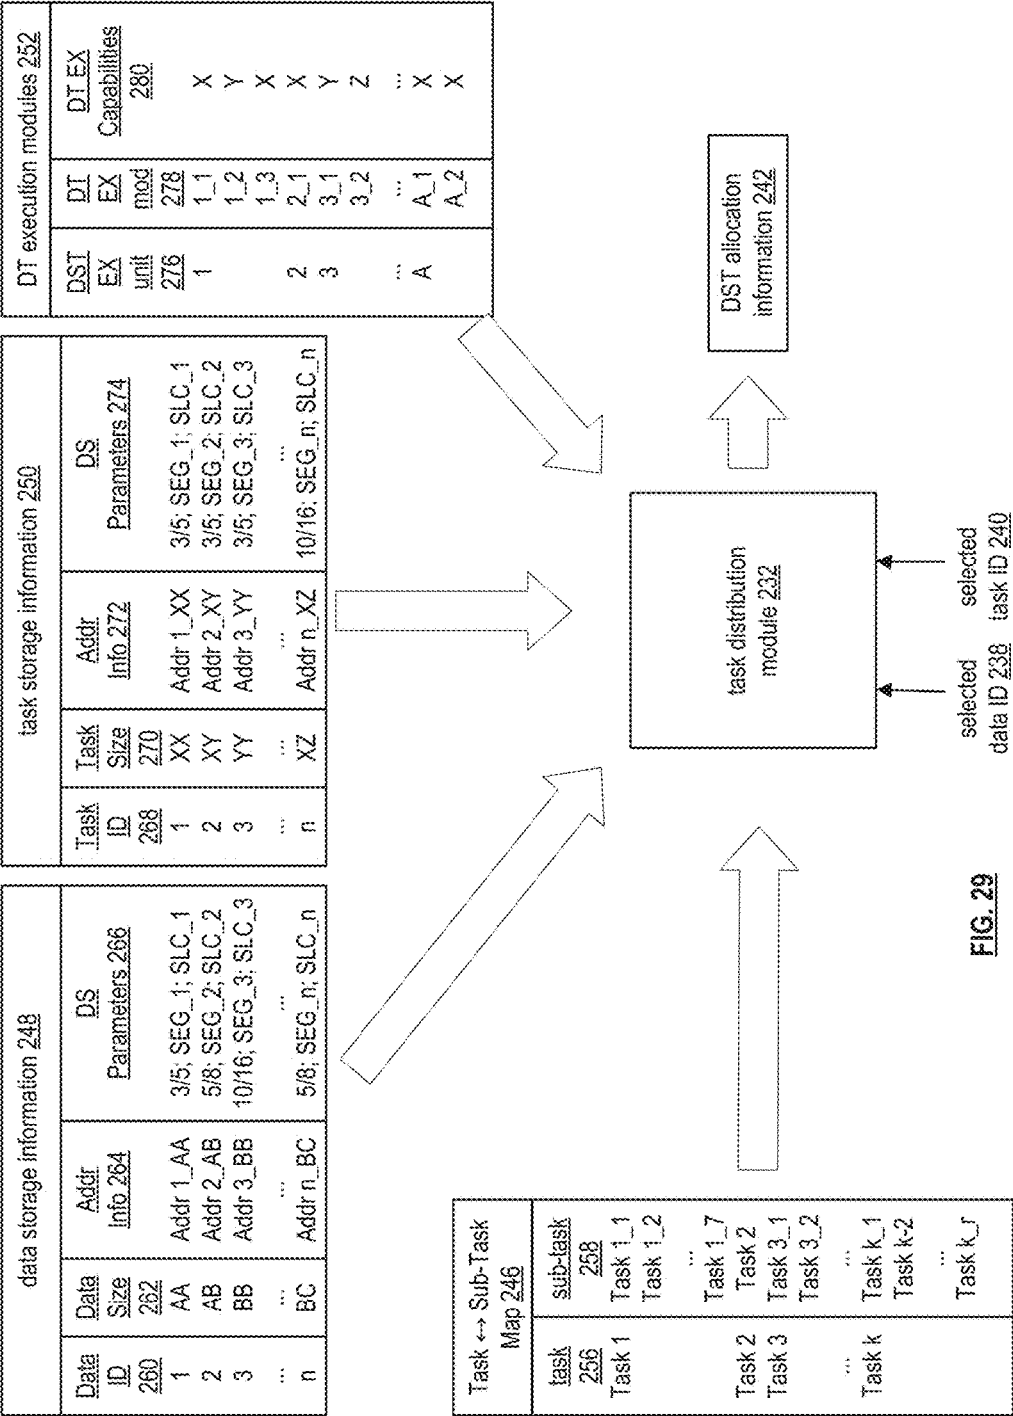 data storage information 248
Data ID 260 Data Size 262 Addr Info 264 DS Parameters 266
1 AA Addr 1_AA 3/5; SEG_1; SLC_1
2 AB Addr 2_AB 5/8; SEG_2; SLC_2
3 BB Addr 3_BB 10/16; SEG_3; SLC_3
... ... ... ...
n BC Addr n_BC 5/8; SEG_n; SLC_n
task storage information 250
Task ID 268 Task Size 270 Addr Info 272 DS Parameters 274
1 XX Addr 1_XX 3/5; SEG_1; SLC_1
2 XY Addr 2_XY 3/5; SEG_2; SLC_2
3 YY Addr 3_YY 3/5; SEG_3; SLC_3
... ... ... ...
n XZ Addr n_XZ 10/16; SEG_n; SLC_n
DT execution modules 252
DST EX unit 276 DT EX mod 278 DT EX Capabilities 280
1 1_1 X
1_2 Y
1_3 X
2 2_1 X
3 3_1 Y
3_2 Z
... ... ...
A A_1 X
A_2 X
Task ↔ Sub-Task
Map 246
task 256 sub-task 258
Task 1 Task 1_1
Task 1_2
...
Task 1_7
Task 2 Task 2
Task 3 Task 3_1
Task 3_2
... ...
Task k Task k_1
Task k-2
...
Task k_r
task distribution
module 232
DST allocation
information 242
selected
data ID 238
selected
task ID 240
FIG. 29